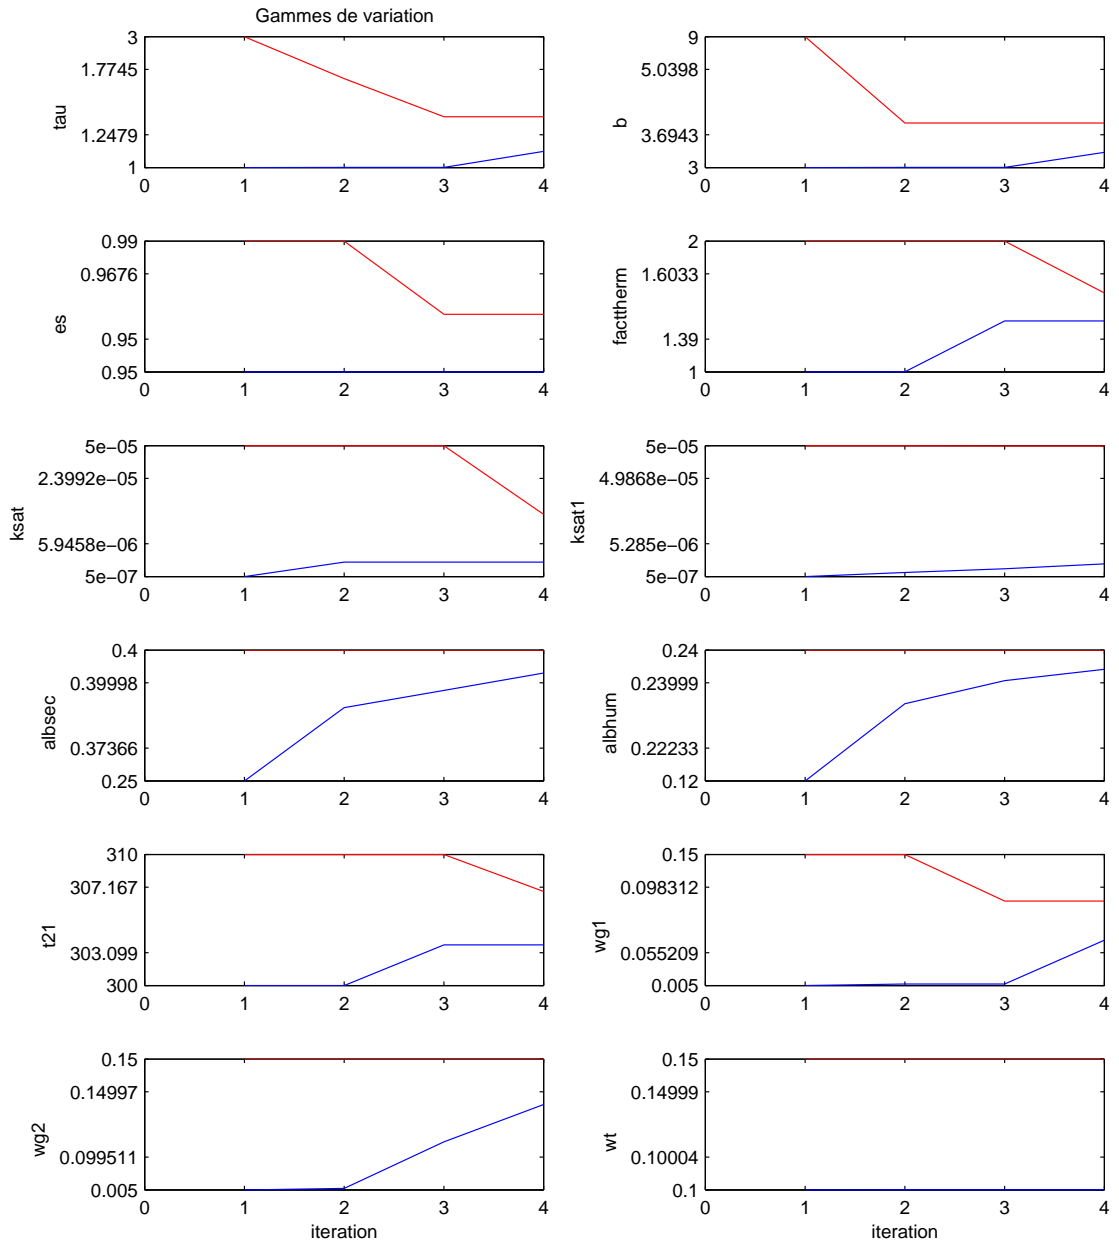 Gammes de variation
3
1.7745
1.2479
1
tau
0 1 2 3 4
9
5.0398
3.6943
3
b
0 1 2 3 4
0.99
0.9676
0.95
0.95
es
0 1 2 3 4
2
1.6033
1.39
1
facttherm
0 1 2 3 4
5e−05
2.3992e−05
5.9458e−06
5e−07
ksat
0 1 2 3 4
5e−05
4.9868e−05
5.285e−06
5e−07
ksat1
0 1 2 3 4
0.4
0.39998
0.37366
0.25
albsec
0 1 2 3 4
0.24
0.23999
0.22233
0.12
albhum
0 1 2 3 4
310
307.167
303.099
300
t21
0 1 2 3 4
0.15
0.098312
0.055209
0.005
wg1
0 1 2 3 4
0.15
0.14997
0.099511
0.005
wg2
0 1 2 3 4
iteration
0.15
0.14999
0.10004
0.1
wt
0 1 2 3 4
iteration